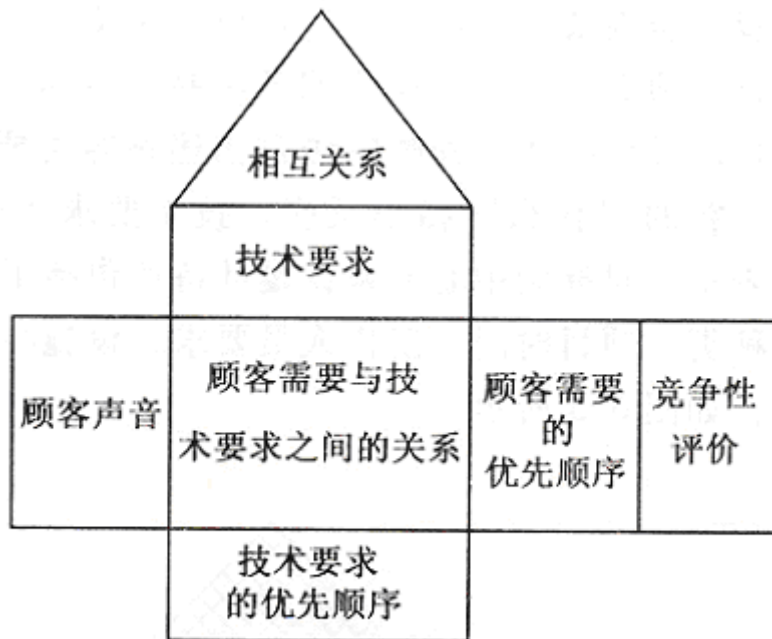 相互关系
技术要求
顾客声音
顾客需要与技
术要求之间的关系
顾客需要
的
优先顺序
竞争性
评价
技术要求
的优先顺序